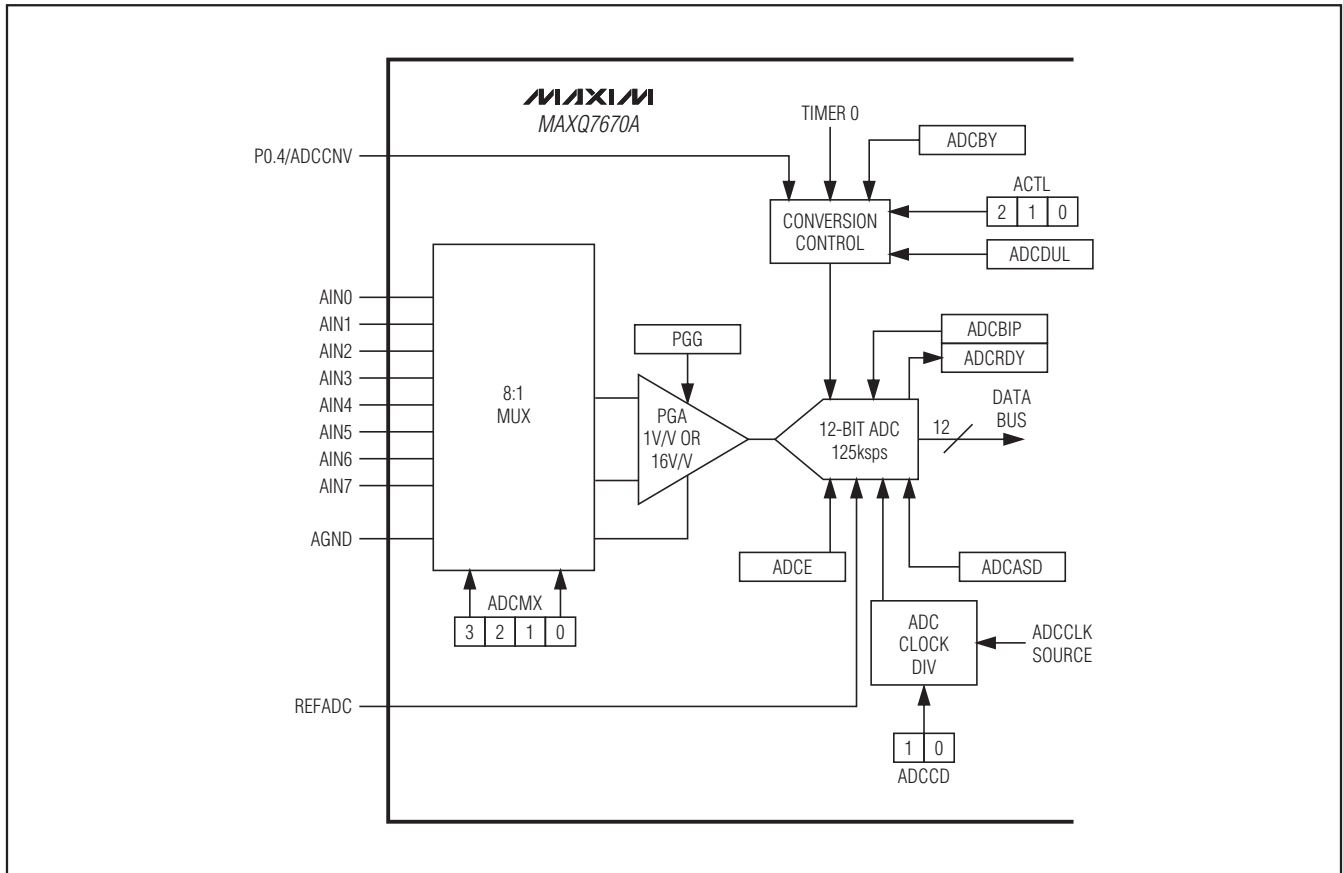 MAXIM
MAXQ7670A
TIMER 0
P0.4/ADCCNV
ADCBY
ACTL
2 1 0
CONVERSION
CONTROL
ADCDUL
AIN0
AIN1
AIN2
AIN3
AIN4
AIN5
AIN6
AIN7
AGND
8:1
MUX
ADCMX
3 2 1 0
PGG
PGA
1V/V OR
16V/V
ADCBIP
ADCRDY
12-BIT ADC
125ksps
12
DATA
BUS
ADCE
ADCASD
ADC
CLOCK
DIV
ADCCLK
SOURCE
REFADC
1 0
ADCCD